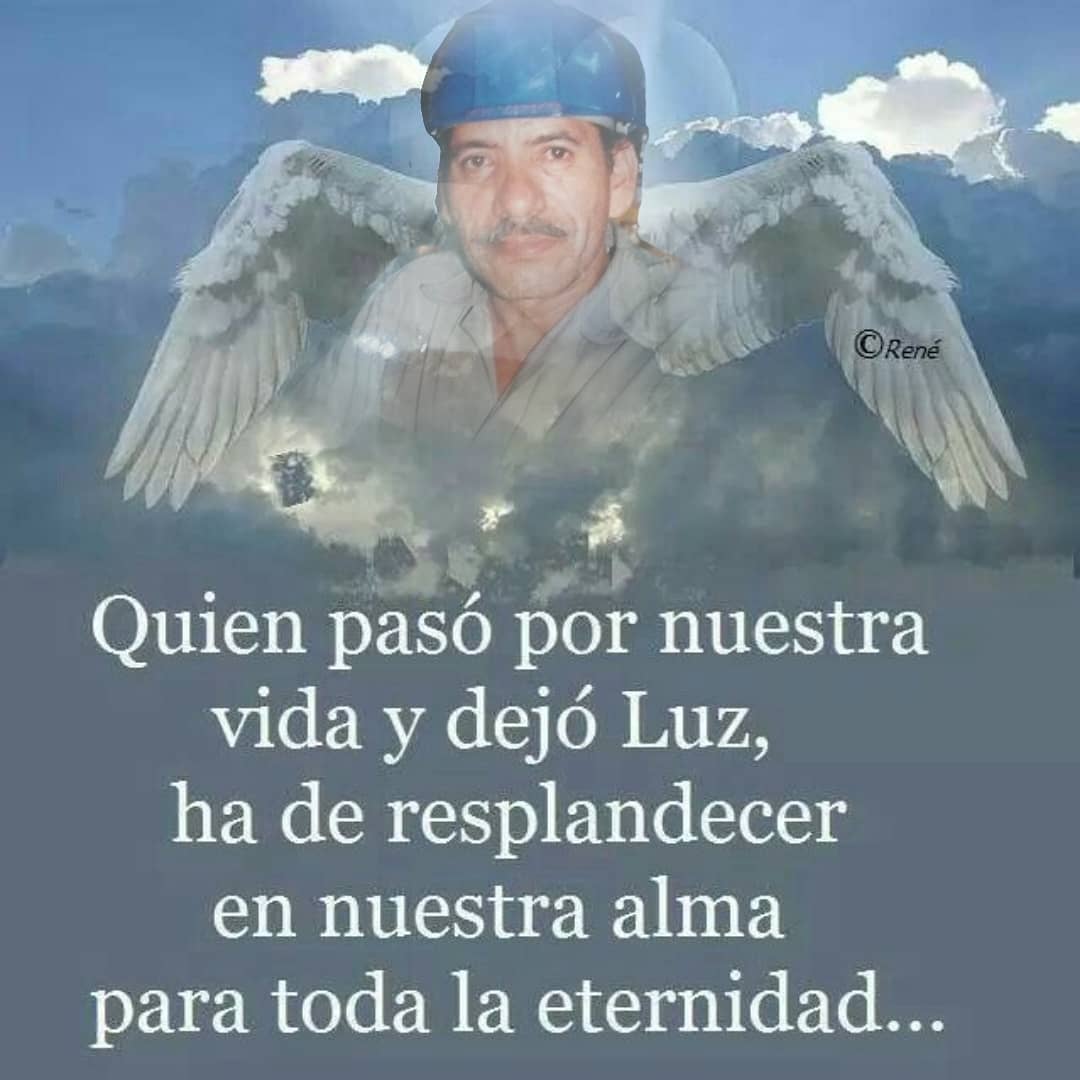 ©René
Quien pasó por nuestra
vida y dejó Luz,
ha de resplandecer
en nuestra alma
para toda la eternidad...